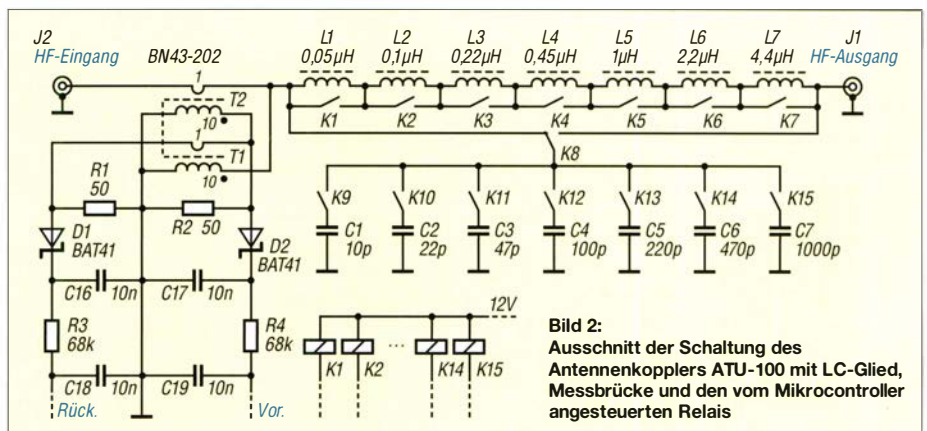 J2
HF-Eingang
BN43-202
L1
0,05µH
L2
0,1µH
L3
0,22µH
L4
0,45µH
L5
1µH
L6
2,2µH
L7
4,4µH
J1
HF-Ausgang
1
T2
10
1
T1
10
K1
K2
K3
K4
K5
K6
K7
K8
R1
50
R2 50
D1
BAT41
D2
BAT41
K9
K10
K11
K12
K13
K14
K15
C1
10p
C2
22p
C3
47p
C4
100p
C5
220p
C6
470p
C7
1000p
C16
10n
C17
10n
R3
68k
R4
68k
C18
10n
C19
10n
Rück.
Vor.
12V
K1
K2
...
K14
K15
Bild 2:
Ausschnitt der Schaltung des
Antennenkopplers ATU-100 mit LC-Glied,
Messbrücke und den vom Mikrocontroller
angesteuerten Relais